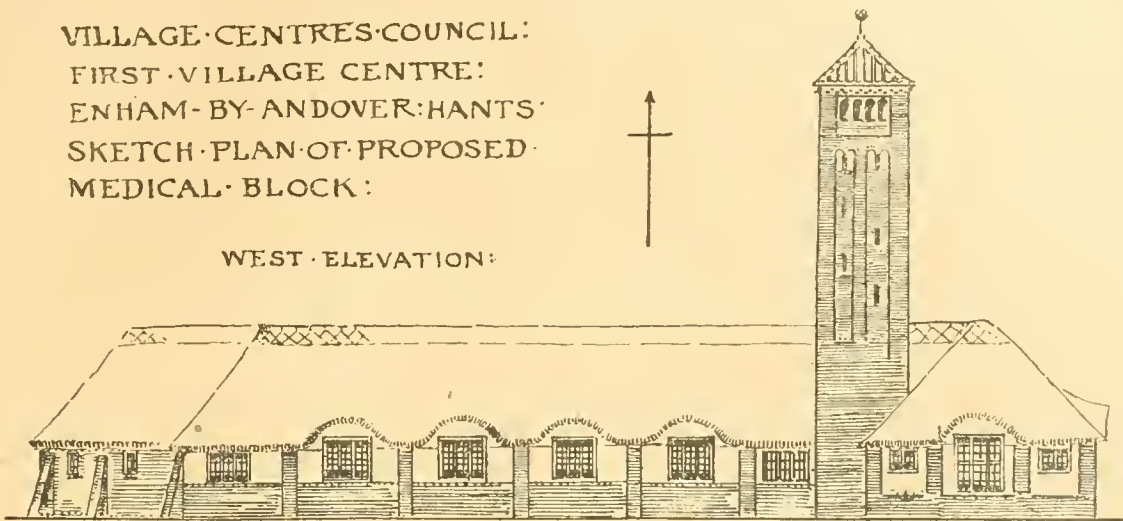 VILLAGE·CENTRES·COUNCIL:
FIRST·VILLAGE CENTRE:
ENHAM-BY-ANDOVER:HANTS·
SKETCH·PLAN·OF·PROPOSED·
MEDICAL·BLOCK:
WEST·ELEVATION: